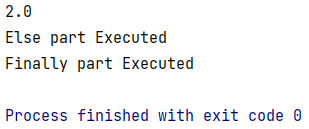 2.0
Else part Executed
Finally part Executed
Process finished with exit code 0